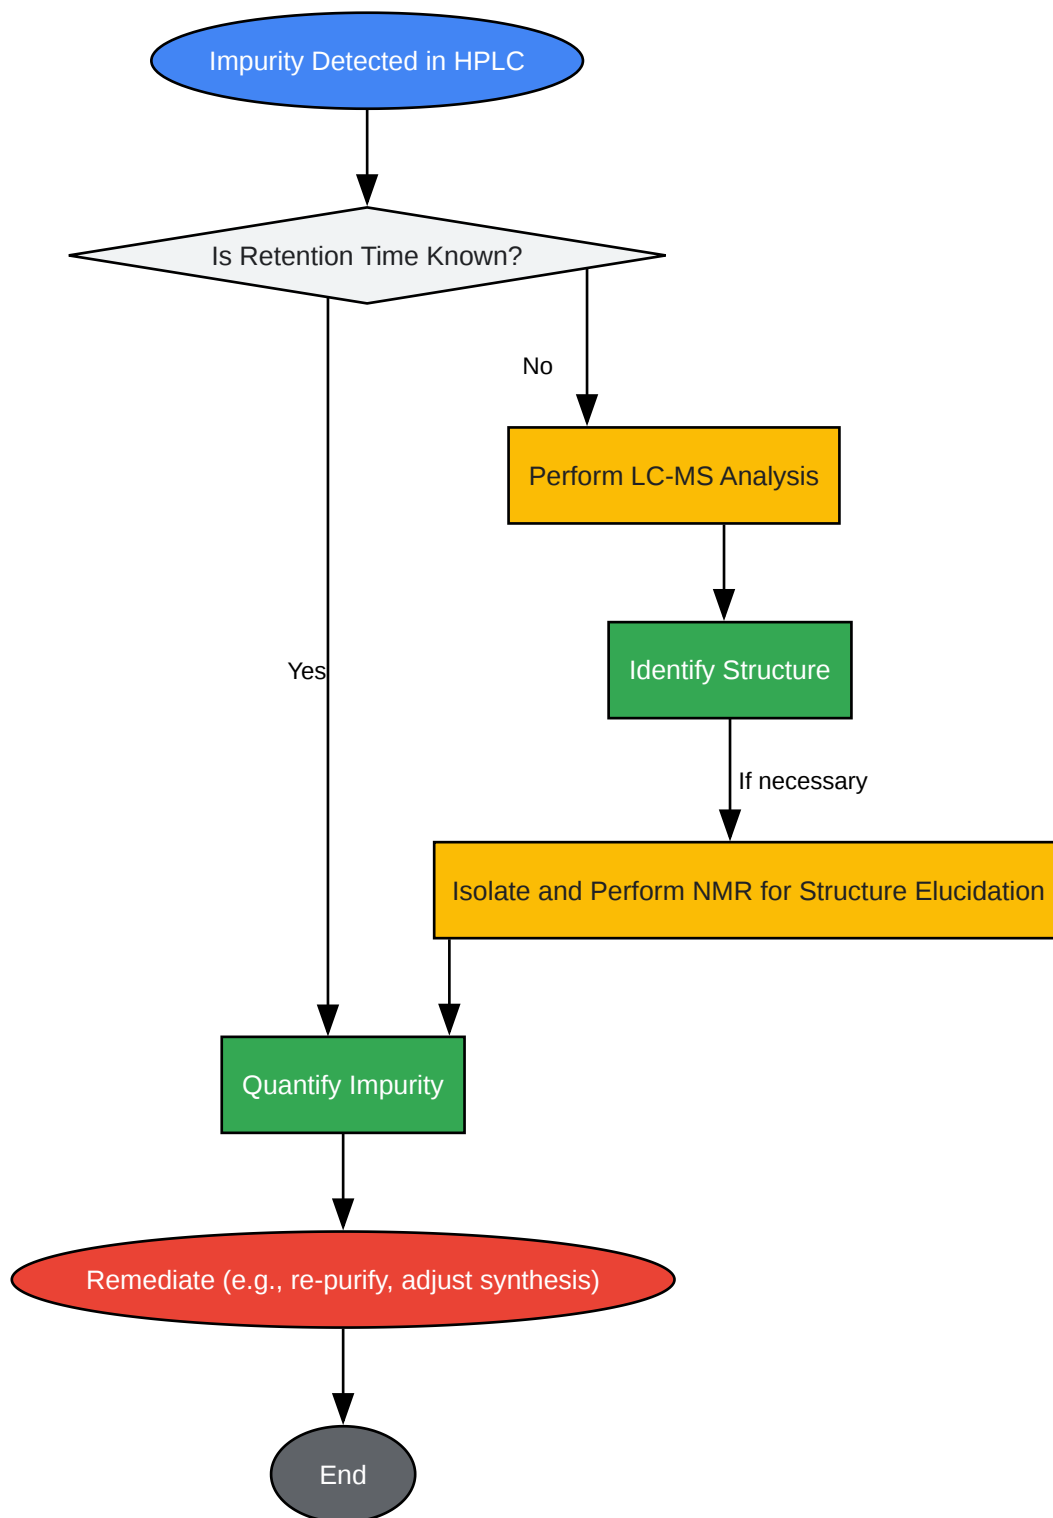 Impurity Detected in HPLC
Is Retention Time Known?
No
Perform LC-MS Analysis
Yes
Identify Structure
If necessary
Isolate and Perform NMR for Structure Elucidation
Quantify Impurity
Remediate (e.g., re-purify, adjust synthesis)
End